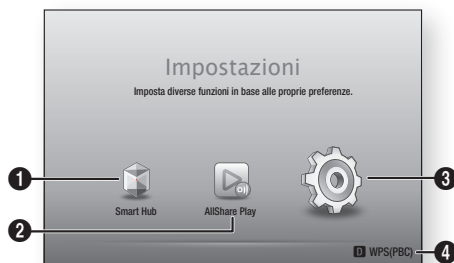 Impostazioni
Imposta diverse funzioni in base alle proprie preferenze.
1
3
Smart Hub
AllShare Play
2
D WPS(PBC)
4